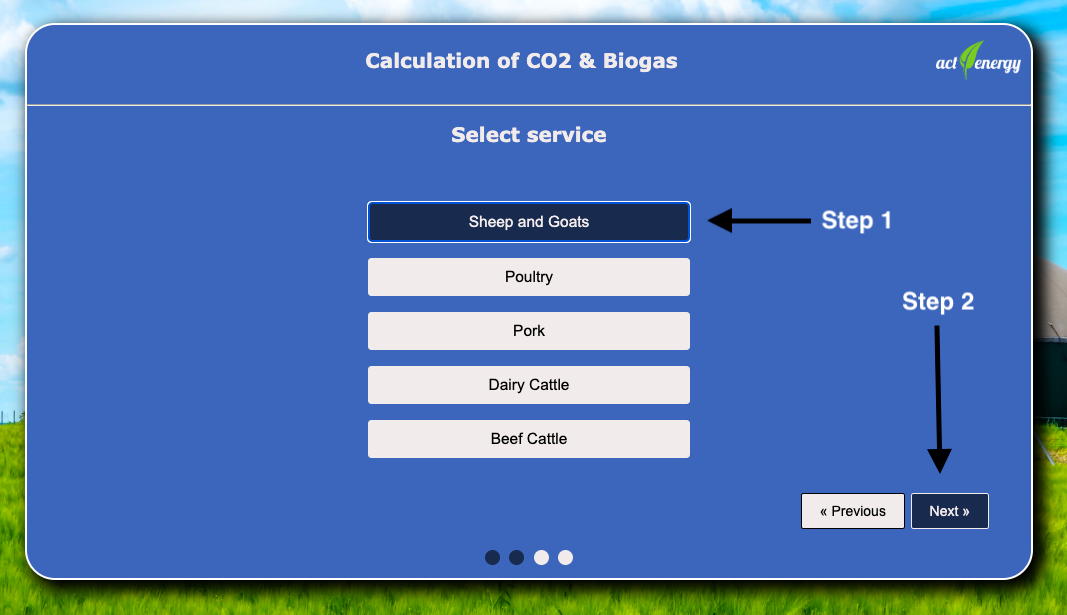 Calculation of CO2 & Biogas
act energy
Select service
Sheep and Goats
Step 1
Poultry
Step 2
Pork
Dairy Cattle
Beef Cattle
« Previous
Next »